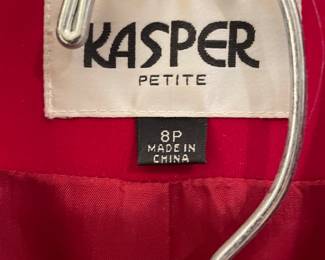 KASPER
PETITE
8P
MADE IN
CHINA